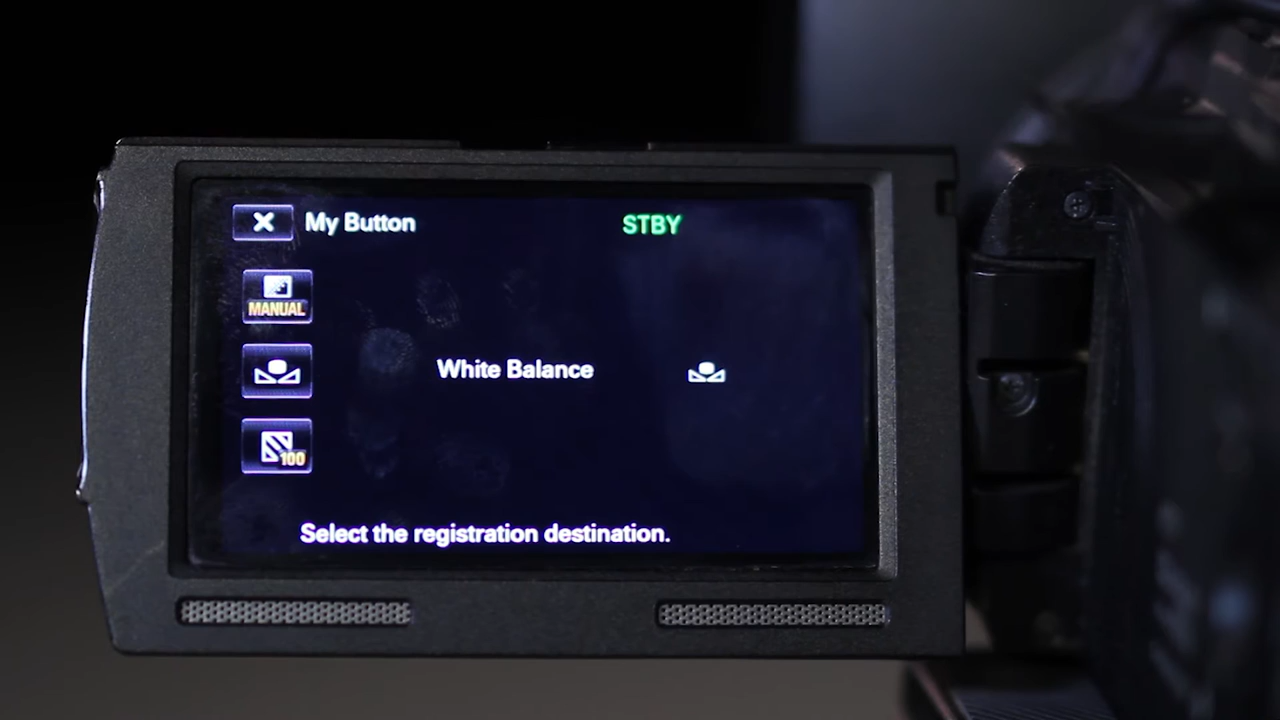 My Button
STBY
MANUAL
White Balance
100
Select the registration destination.